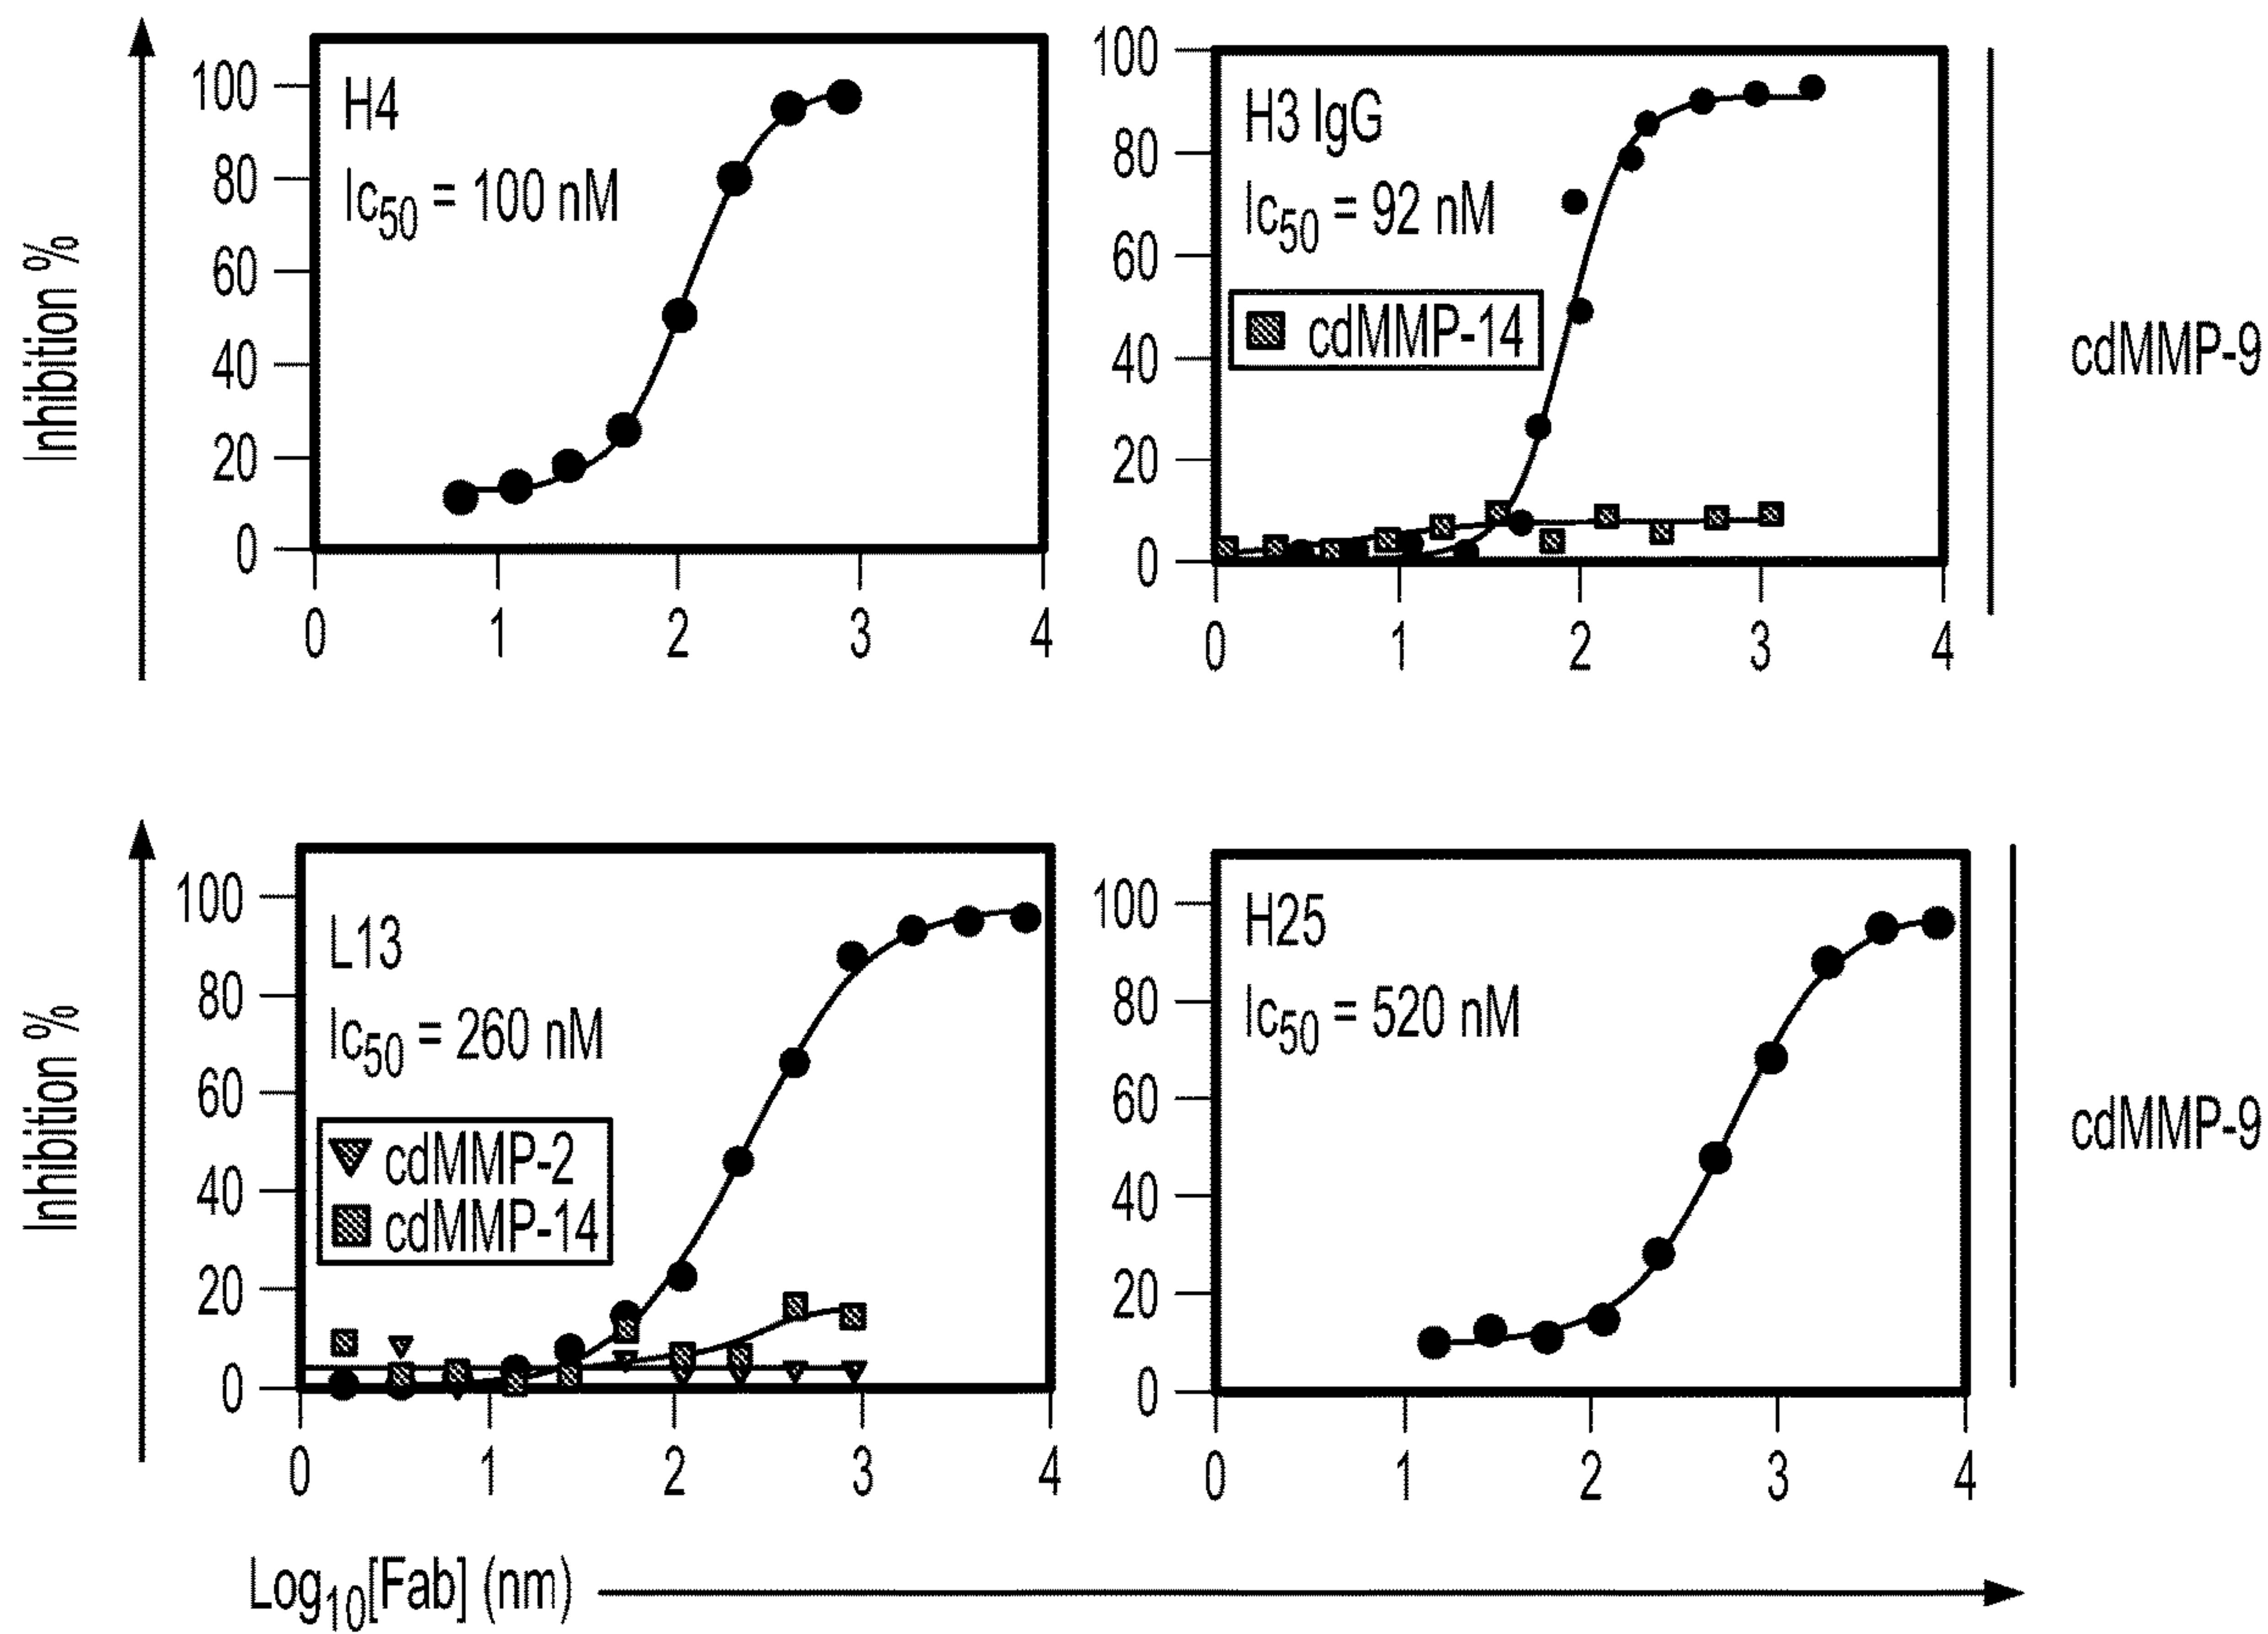 Inhibition %
100
80
60
40
20
0
H4
Ic50 = 100 nM
0 1 2 3 4
100
80
60
40
20
0
H3 IgG
Ic50 = 92 nM
cdMMP-14
0 1 2 3 4
cdMMP-9
Inhibition %
100
80
60
40
20
0
L13
Ic50 = 260 nM
cdMMP-2
cdMMP-14
0 1 2 3 4
100
80
60
40
20
0
H25
Ic50 = 520 nM
0 1 2 3 4
cdMMP-9
Log10[Fab] (nm)